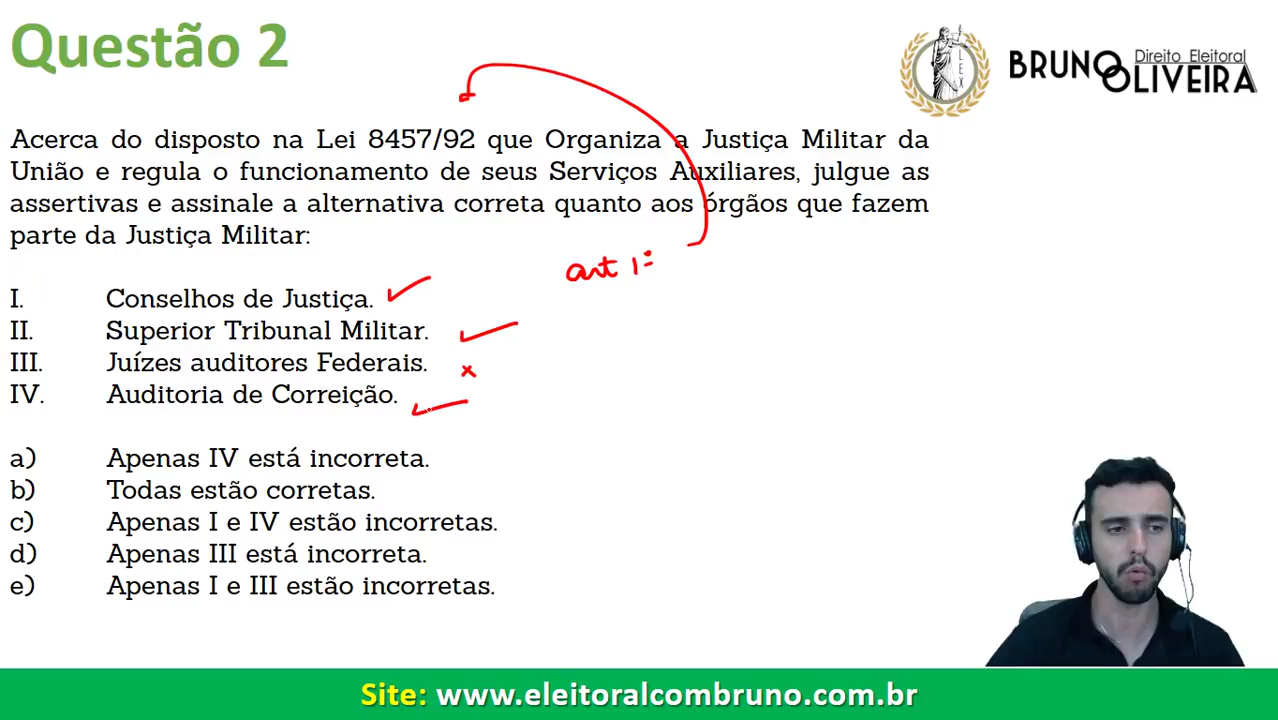 Questão 2
Direito Eleitoral
BRUNO OLIVEIRA
LEX
Acerca do disposto na Lei 8457/92 que Organiza a Justiça Militar da
União e regula o funcionamento de seus Serviços Auxiliares, julgue as
assertivas e assinale a alternativa correta quanto aos órgãos que fazem
parte da Justiça Militar:
art 1º
I. Conselhos de Justiça.
II. Superior Tribunal Militar.
III. Juízes auditores Federais.
IV. Auditoria de Correição.
a) Apenas IV está incorreta.
b) Todas estão corretas.
c) Apenas I e IV estão incorretas.
d) Apenas III está incorreta.
e) Apenas I e III estão incorretas.
Site: www.eleitoralcombruno.com.br